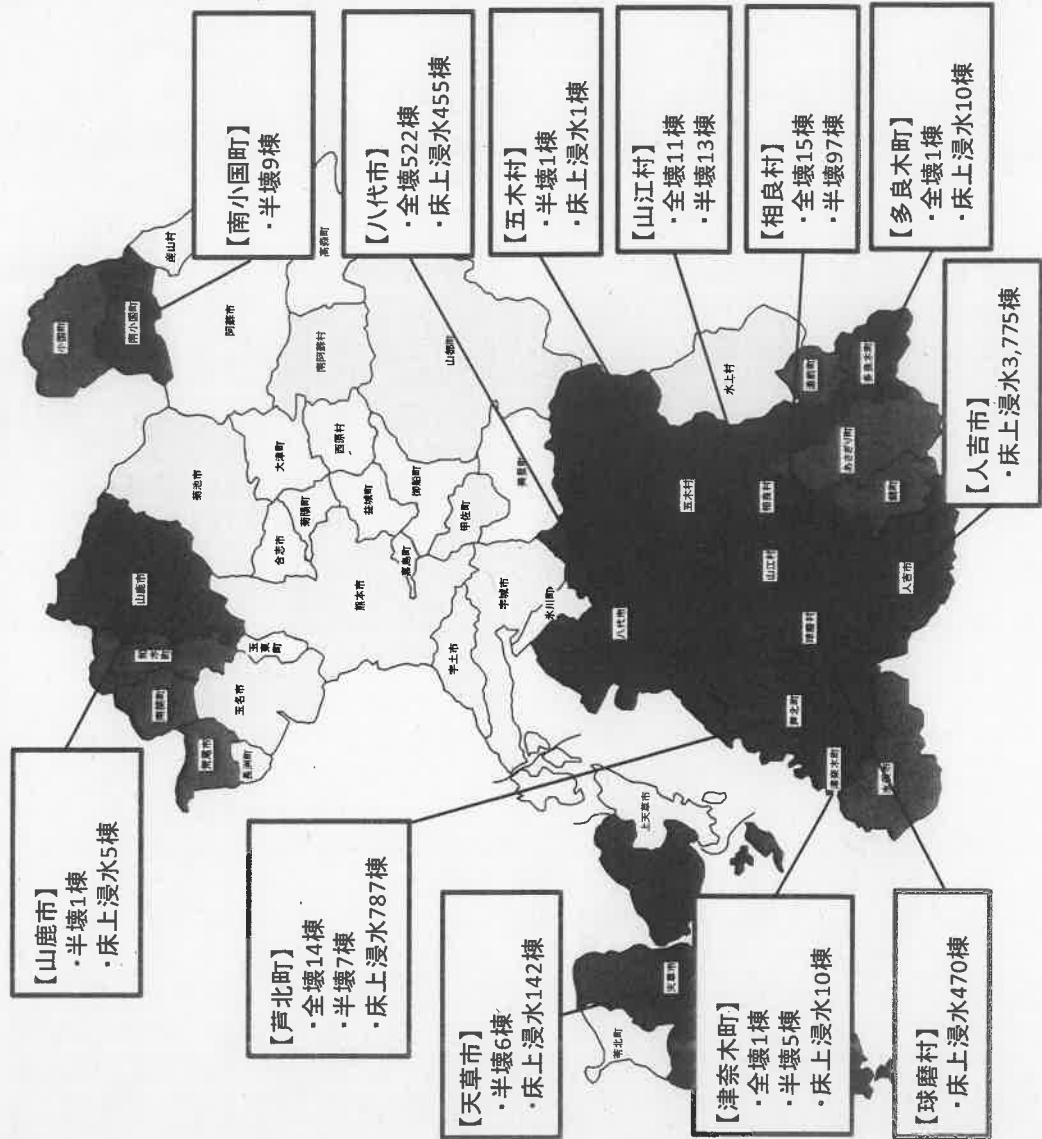 【山鹿市】
・半壊1棟
・床上浸水5棟
【芦北町】
・全壊14棟
・半壊7棟
・床上浸水787棟
【天草市】
・半壊6棟
・床上浸水142棟
【津奈木町】
・全壊1棟
・半壊5棟
・床上浸水10棟
【球磨村】
・床上浸水470棟
【南小国町】
・半壊9棟
【八代市】
・全壊522棟
・床上浸水455棟
【五木村】
・半壊1棟
・床上浸水1棟
【山江村】
・全壊11棟
・半壊13棟
【相良村】
・全壊15棟
・半壊97棟
【多良木町】
・全壊1棟
・床上浸水10棟
【人吉市】
・床上浸水3,775棟
小国町
南小国町
産山村
阿蘇市
高森町
南阿蘇村
山都町
菊池市
大津町
西原村
菊陽町
合志市
益城町
御船町
嘉島町
甲佐町
美里町
山鹿市
和水町
南関町
荒尾市
長洲町
玉名市
玉東町
熊本市
宇土市
宇城市
氷川町
八代市
上天草市
天草市
苓北町
芦北町
津奈木町
水俣市
球磨村
山江村
五木村
相良村
人吉市
錦町
あさぎり町
多良木町
湯前町
水上村